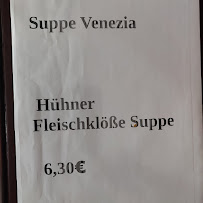 Suppe Venezia
Hühner
Fleischklöße Suppe
6,30€